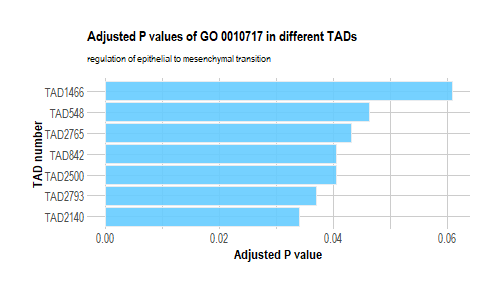 Adjusted P values of GO 0010717 in different TADs
regulation of epithelial to mesenchymal transition
TAD number
TAD1466
TAD548
TAD2765
TAD842
TAD2500
TAD2793
TAD2140
0.00 0.02 0.04 0.06
Adjusted P value